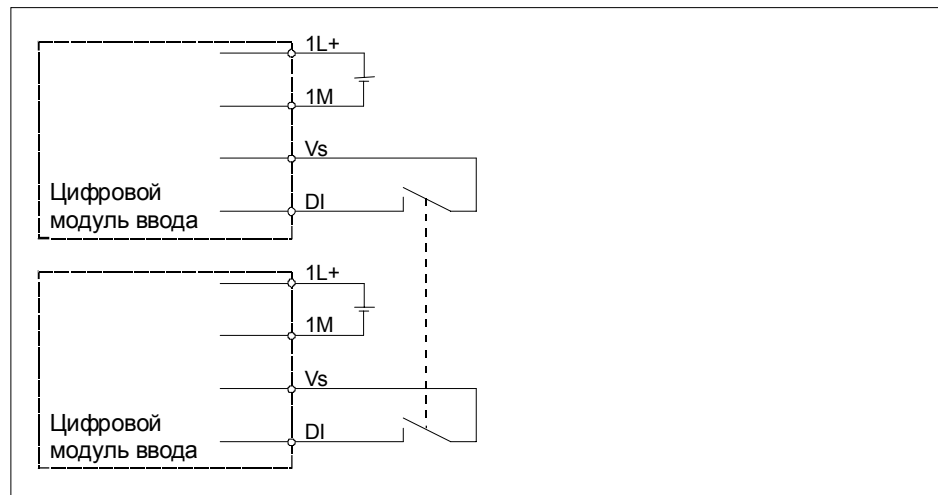 1L+
1M
Vs
DI
Цифровой
модуль ввода
1L+
1M
Vs
DI
Цифровой
модуль ввода